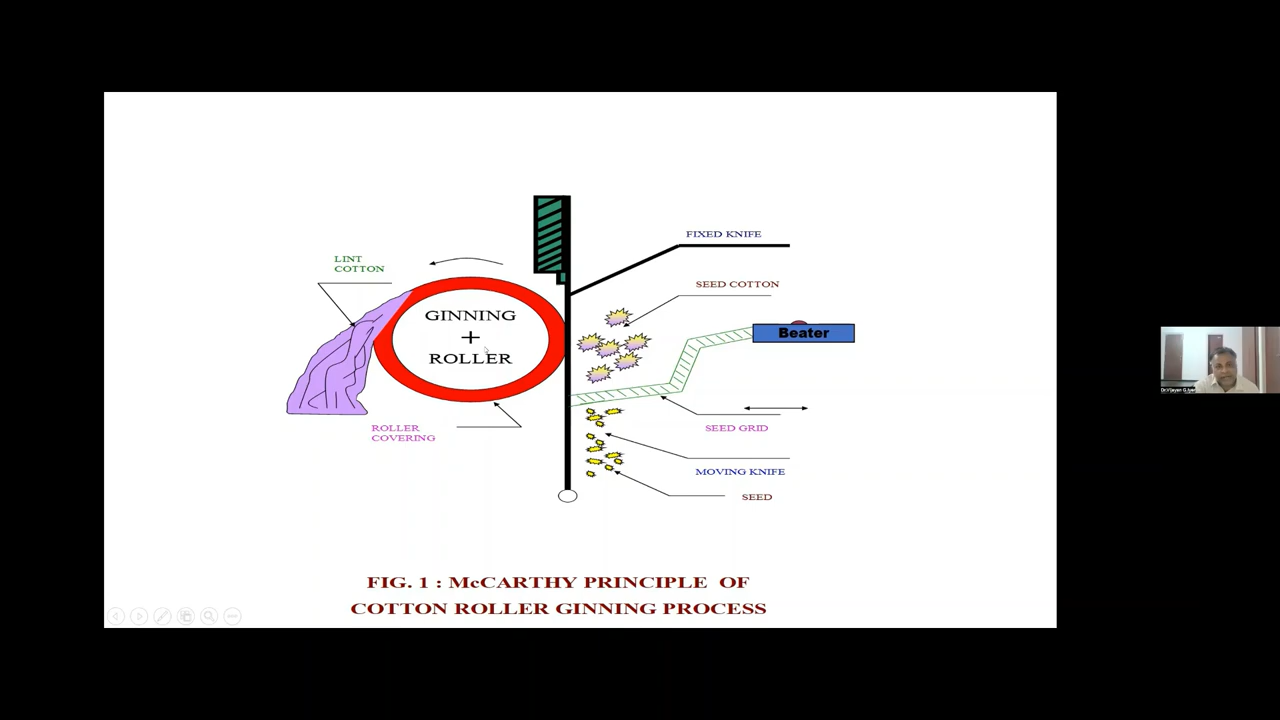 FIXED KNIFE
LINT
COTTON
SEED COTTON
GINNING
+
ROLLER
Beater
ROLLER
COVERING
SEED GRID
MOVING KNIFE
SEED
FIG. 1 : McCARTHY PRINCIPLE OF
COTTON ROLLER GINNING PROCESS